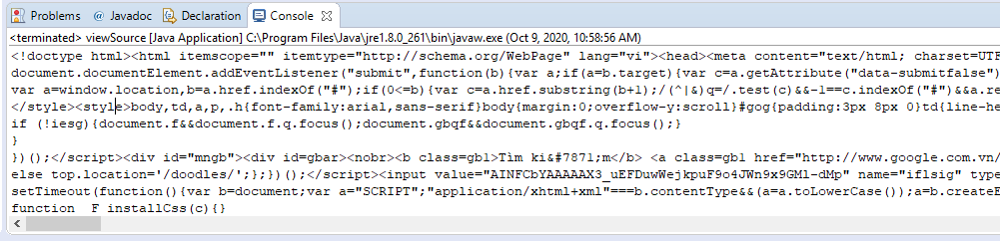 Problems @ Javadoc Declaration Console
<terminated> viewSource [Java Application] C:\Program Files\Java\jre1.8.0_261\bin\javaw.exe (Oct 9, 2020, 10:58:56 AM)
<!doctype html><html itemscope="" itemtype="http://schema.org/WebPage" lang="vi"><head><meta content="text/html; charset=UTF
document.documentElement.addEventListener("submit",function(b){var a;if(a=b.target){var c=a.getAttribute("data-submitfalse")
var a=window.location,b=a.href.indexOf("#");if(0<=b){var c=a.href.substring(b+1);/(^|&)q=/.test(c)&&-1==c.indexOf("#")&&a.re
</style><style>body,td,a,p,.h{font-family:arial,sans-serif}body{margin:0;overflow-y:scroll}#gog{padding:3px 8px 0}td{line-he
if (!iesg){document.f&&document.f.q.focus();document.gbqf&&document.gbqf.q.focus();}
}
})();</script><div id="mngb"><div id=gbar><nobr><b class=gb1>Tìm ki&#7871;m</b> <a class=gb1 href="http://www.google.com.vn/
else top.location='/doodles/';};})();</script><input value="AINFCbYAAAAAX3_uEFDuwWejkpuF9o4JWn9x9GMl-dMp" name="iflsig" type
setTimeout(function(){var b=document;var a="SCRIPT";"application/xhtml+xml"===b.contentType&&(a=a.toLowerCase());a=b.createE
function _F_installCss(c){}